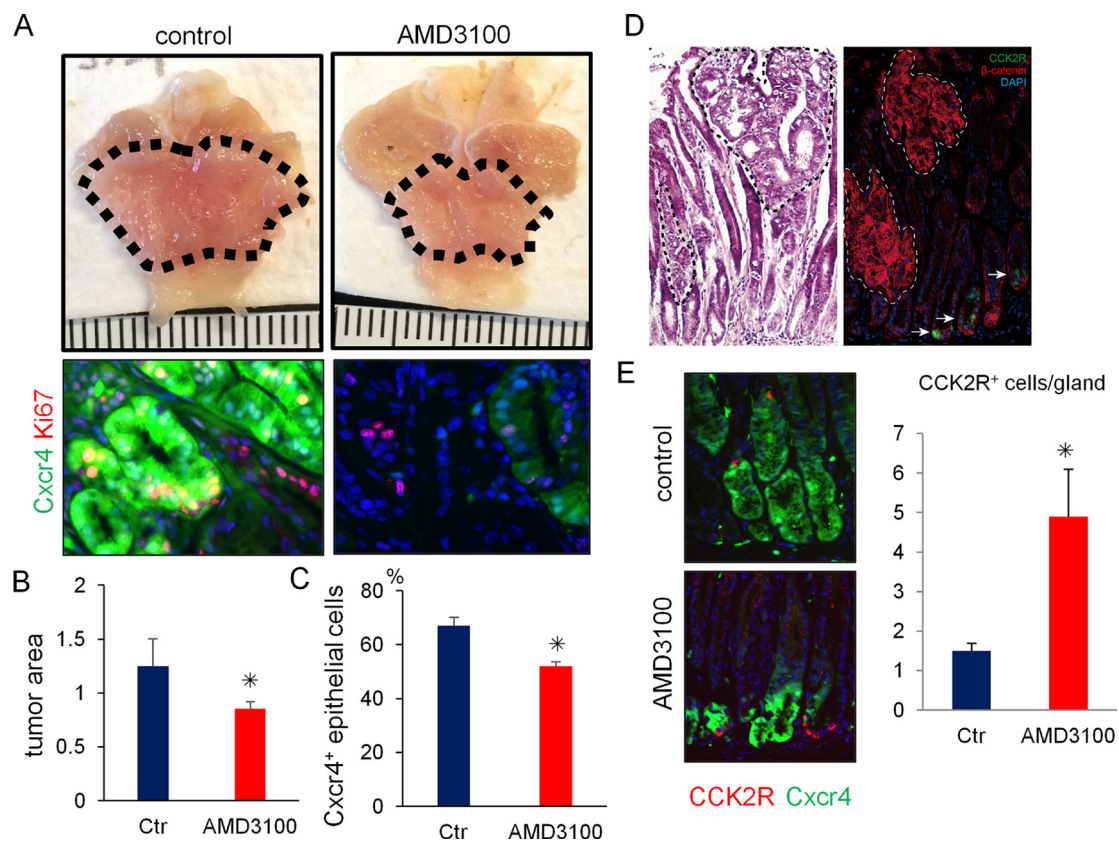 A
control
AMD3100
Cxcr4 Ki67
B
tumor area
2
1.5
1
0.5
0
Ctr
AMD3100
C
%
Cxcr4⁺ epithelial cells
80
60
40
20
0
Ctr
AMD3100
D
CCK2R
β-catenin
DAPI
E
control
AMD3100
CCK2R Cxcr4
CCK2R⁺ cells/gland
7
6
5
4
3
2
1
0
*
*
*
Ctr
AMD3100